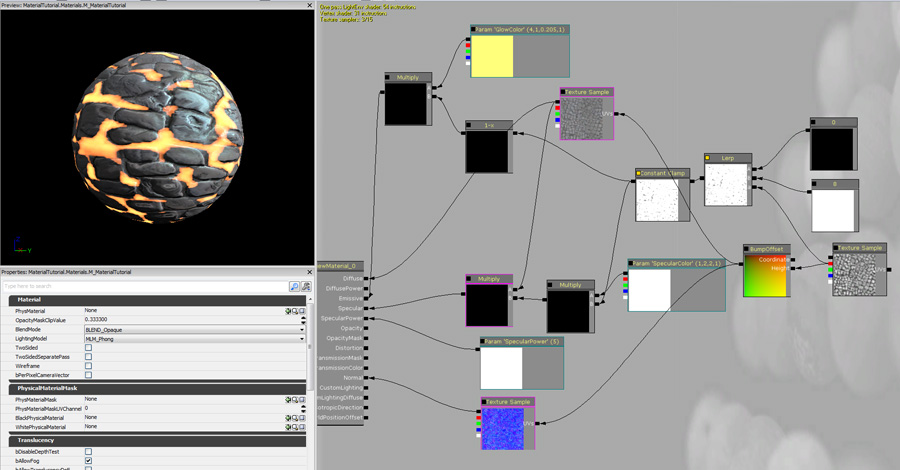 Preview: MaterialTutorial.Materials.M_MaterialTutorial
One pass LightEnv shader: 54 instructions
Vertex shader: 31 instructions
Texture samplers: 3/15
Param 'GlowColor' (4,1,0.205,1)
Multiply
Texture Sample
UVs
1-x
0
Lerp
Constant Clamp
8
BumpOffset
Coordinat
Height
Texture Sample
UVs
Param 'SpecularColor' (1,2,2,1)
Multiply
Multiply
Param 'SpecularPower' (5)
Texture Sample
UVs
ewMaterial_0
Diffuse
DiffusePower
Emissive
Specular
SpecularPower
Opacity
OpacityMask
Distortion
ransmissionMask
ransmissionColor
Normal
CustomLighting
mLightingDiffuse
otropicDirection
ldPositionOffset
Z
Y
Properties: MaterialTutorial.Materials.M_MaterialTutorial
Type here to search
Material
PhysMaterial None
OpacityMaskClipValue 0.333300
BlendMode BLEND_Opaque
LightingModel MLM_Phong
TwoSided
TwoSidedSeparatePass
Wireframe
bPerPixelCameraVector
PhysicalMaterialMask
PhysMaterialMask None
PhysMaterialMaskUVChannel 0
BlackPhysicalMaterial None
WhitePhysicalMaterial None
Translucency
bDisableDepthTest
bAllowFog